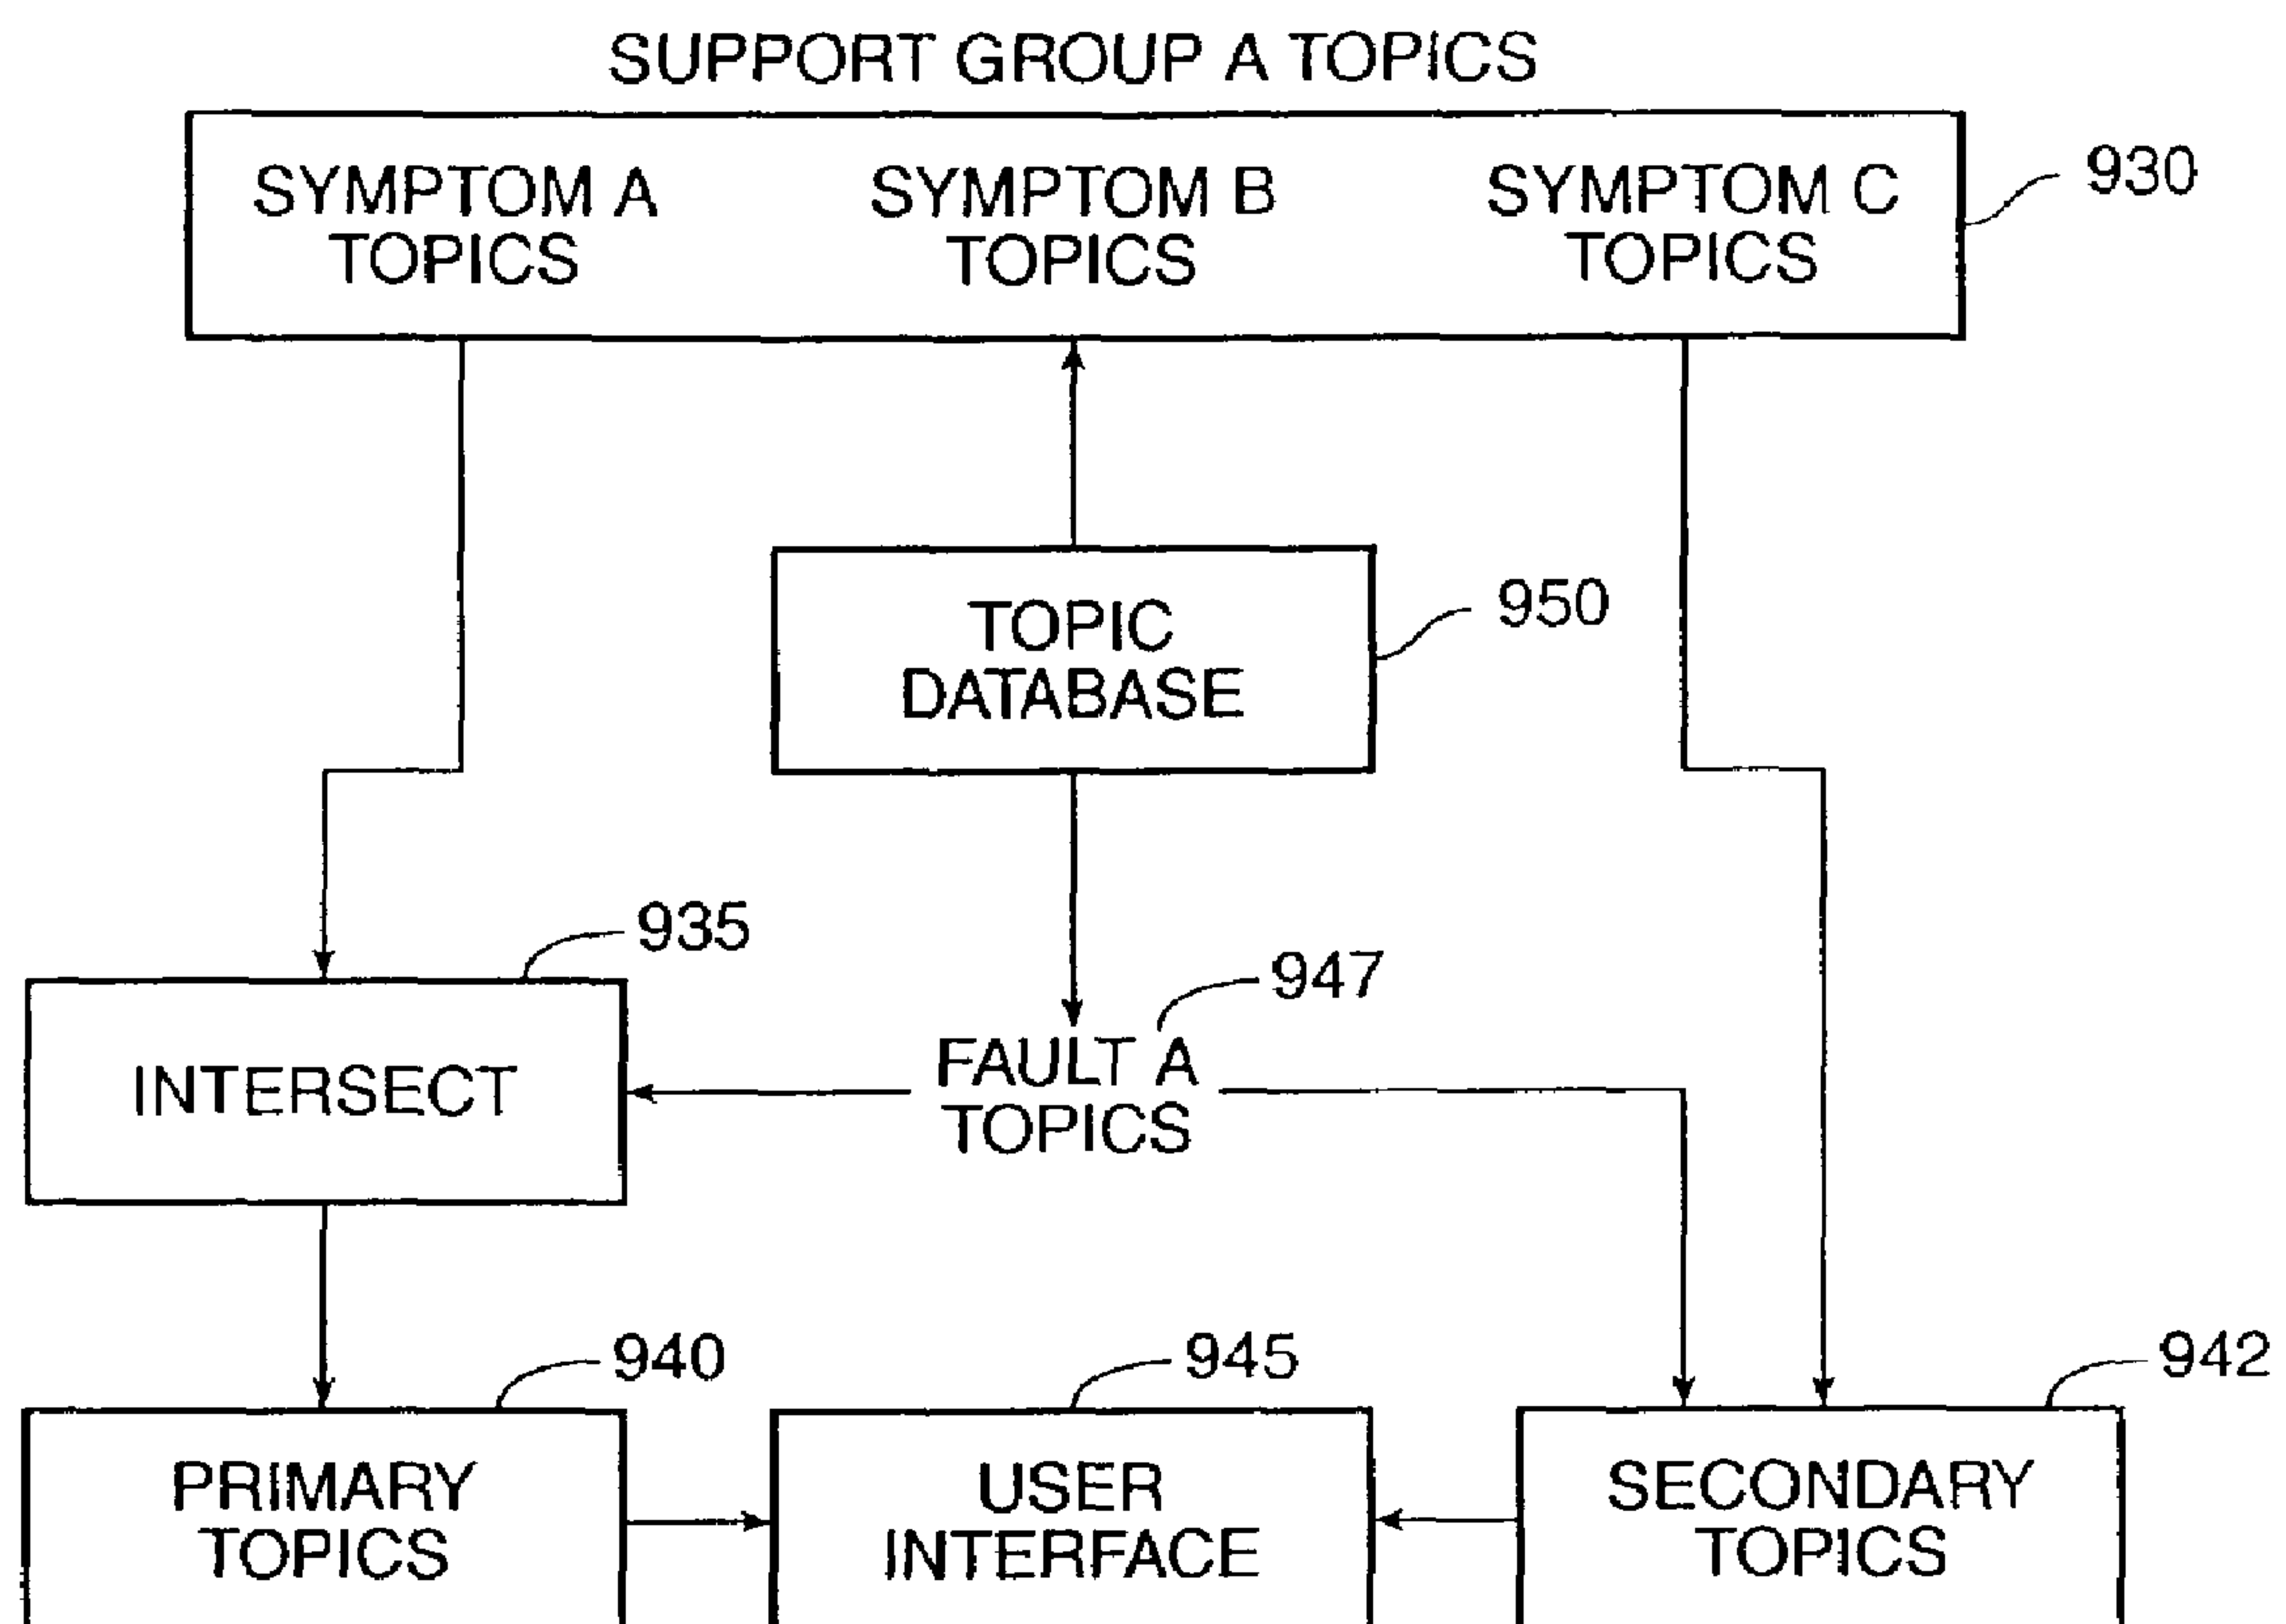 SUPPORT GROUP A TOPICS
SYMPTOM A
TOPICS
SYMPTOM B
TOPICS
SYMPTOM C
TOPICS
930
TOPIC
DATABASE
950
935
947
INTERSECT
FAULT A
TOPICS
940
945
942
PRIMARY
TOPICS
USER
INTERFACE
SECONDARY
TOPICS